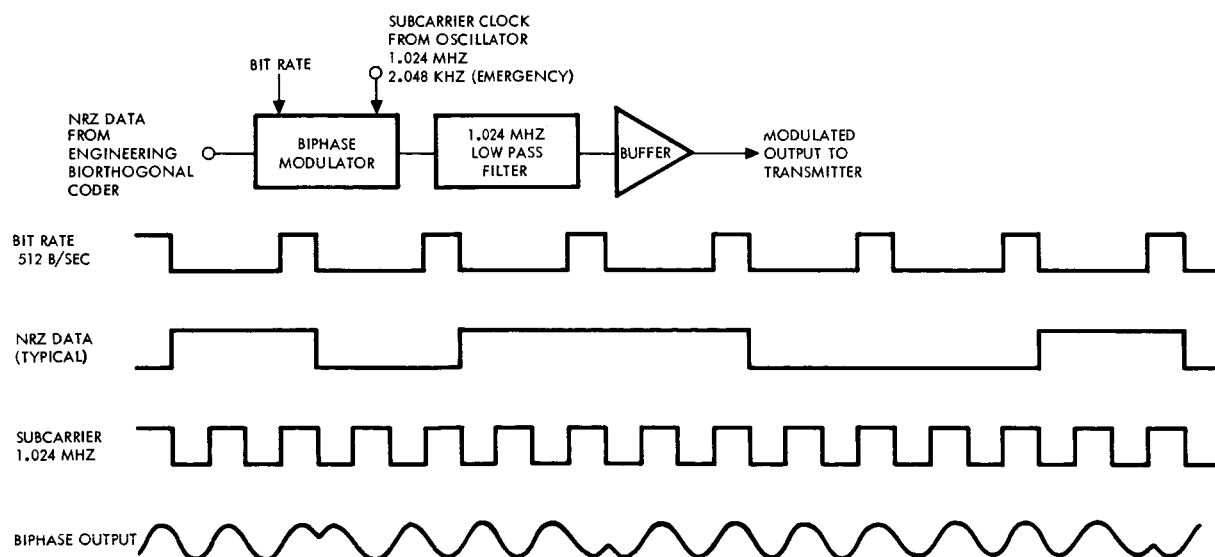 SUBCARRIER CLOCK
FROM OSCILLATOR
1.024 MHZ
2.048 KHZ (EMERGENCY)
BIT RATE
NRZ DATA
FROM
ENGINEERING
BIORTHOGONAL
CODER
BIPHASE
MODULATOR
1.024 MHZ
LOW PASS
FILTER
BUFFER
MODULATED
OUTPUT TO
TRANSMITTER
BIT RATE
512 B/SEC
NRZ DATA
(TYPICAL)
SUBCARRIER
1.024 MHZ
BIPHASE OUTPUT